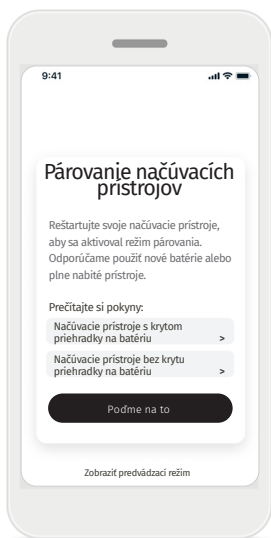 9:41
Párovanie načúvacích
prístrojov
Reštartujte svoje načúvacie prístroje,
aby sa aktivoval režim párovania.
Odporúčame použiť nové batérie alebo
plne nabité prístroje.
Prečítajte si pokyny:
Načúvacie prístroje s krytom
priehradky na batériu >
Načúvacie prístroje bez krytu
priehradky na batériu >
Poďme na to
Zobraziť predvádzací režim